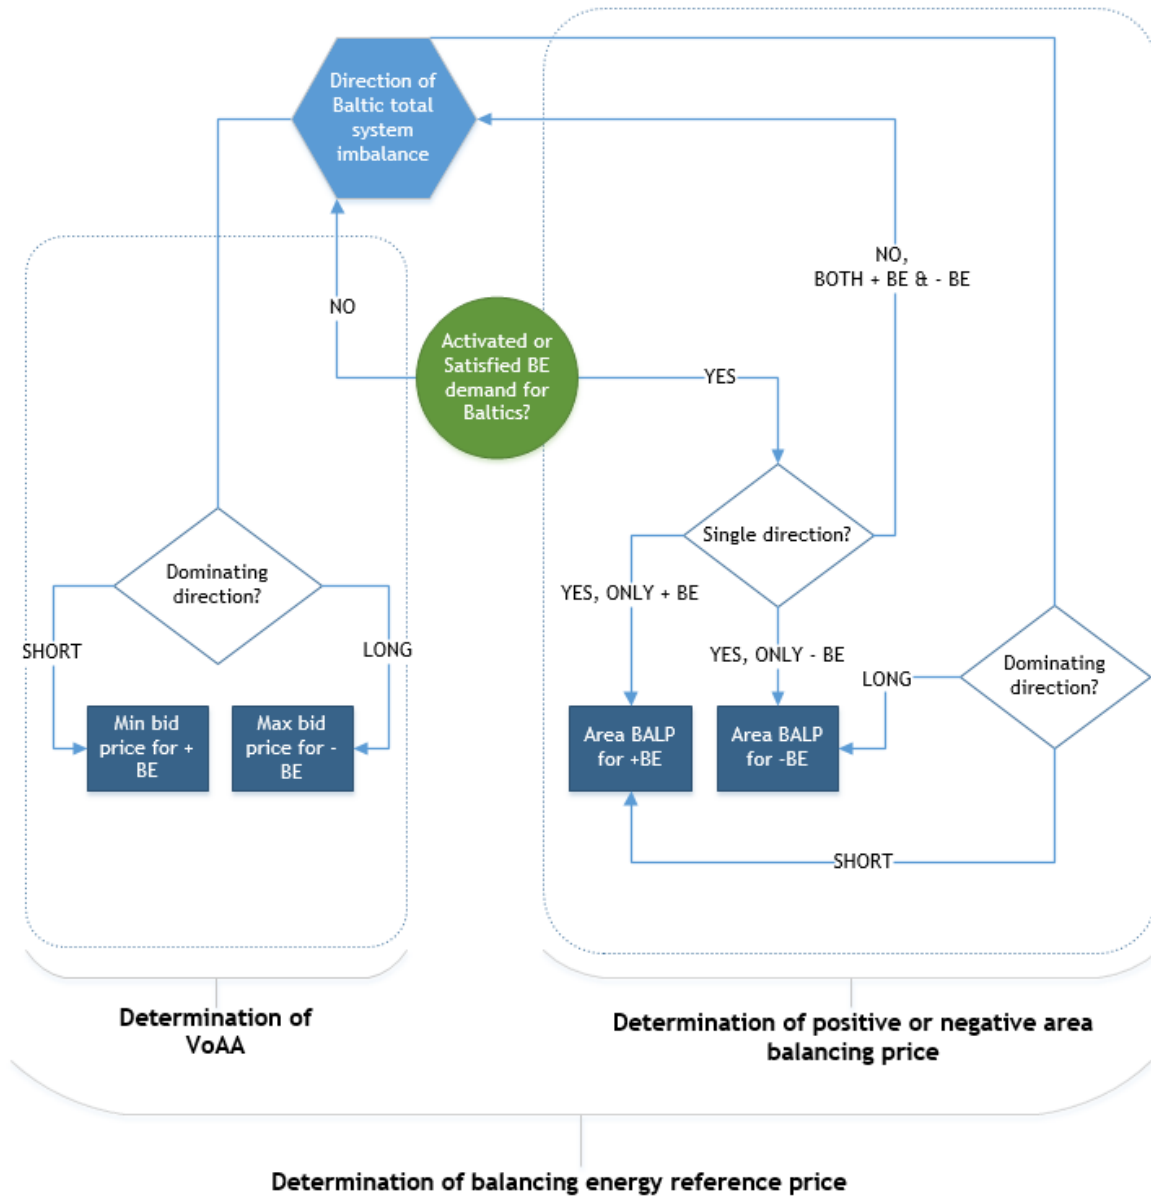 Direction of
Baltic total
system
imbalance
NO,
BOTH + BE & - BE
NO
Activated or
Satisfied BE
demand for
Baltics?
YES
Single direction?
Dominating
direction?
YES, ONLY + BE
SHORT
LONG
YES, ONLY - BE
LONG
Dominating
direction?
Min bid
price for +
BE
Max bid
price for -
BE
Area BALP
for +BE
Area BALP
for -BE
SHORT
Determination of
VoAA
Determination of positive or negative area
balancing price
Determination of balancing energy reference price